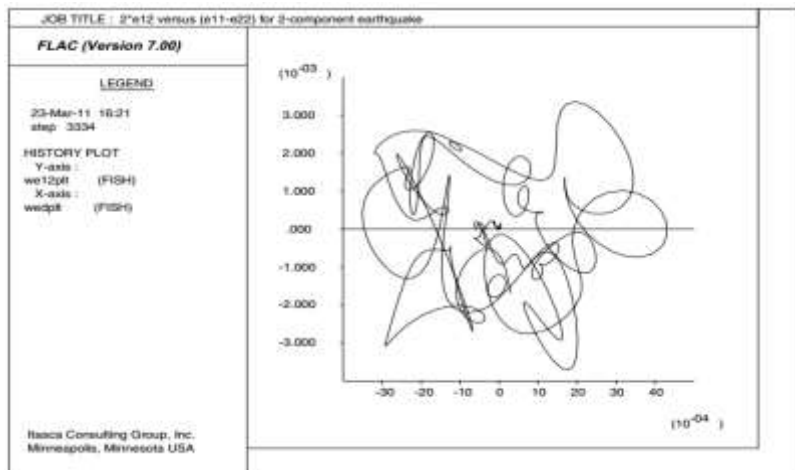 JOB TITLE : 2*e12 versus (e11-e22) for 2-component earthquake
FLAC (Version 7.00)
LEGEND
23-Mar-11 16:21
step 3334
HISTORY PLOT
Y-axis :
we12plt (FISH)
X-axis :
wedplt (FISH)
Itasca Consulting Group, Inc.
Minneapolis, Minnesota USA
(10-03 )
3.000
2.000
1.000
.000
-1.000
-2.000
-3.000
-30 -20 -10 0 10 20 30 40
(10-04 )